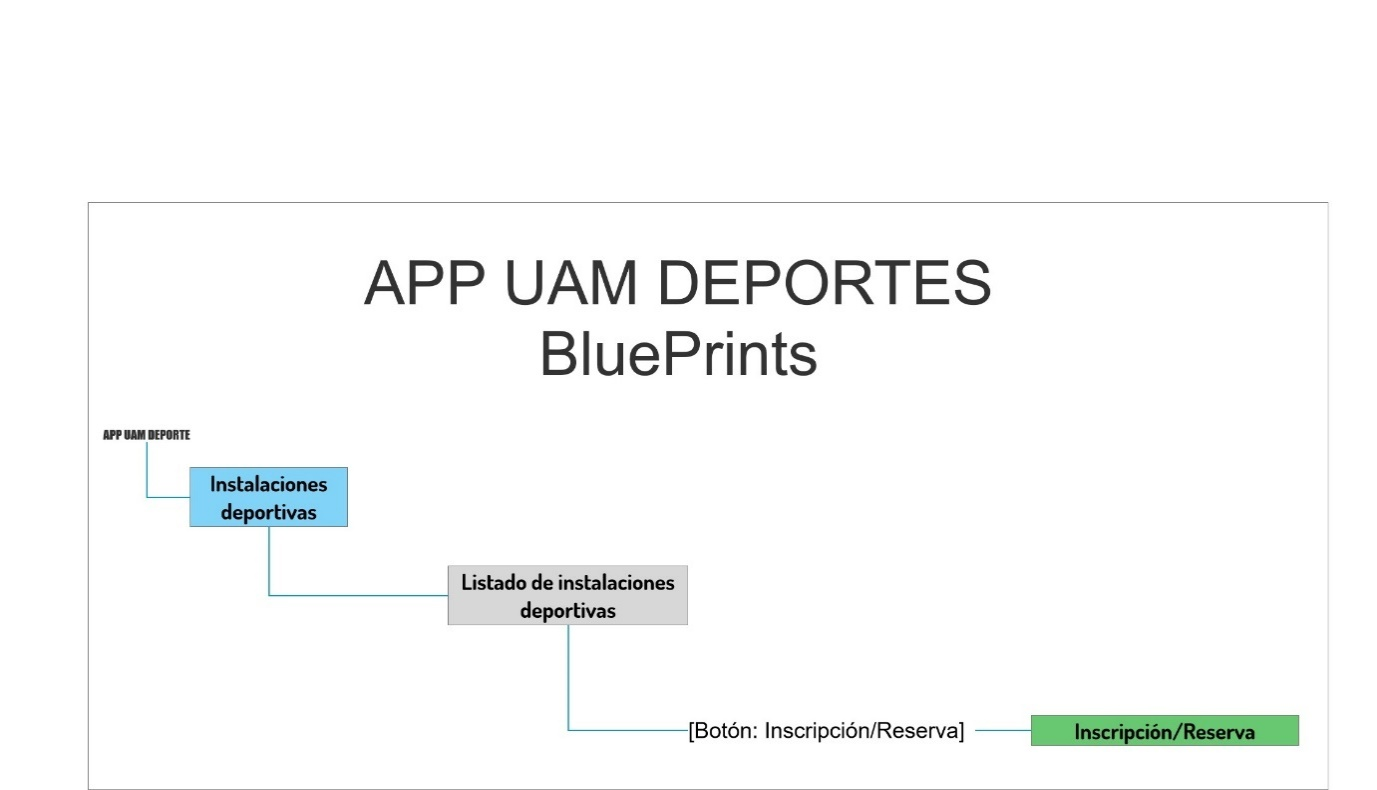 APP UAM DEPORTES
BluePrints
APP UAM DEPORTE
Instalaciones
deportivas
Listado de instalaciones
deportivas
[Botón: Inscripción/Reserva]
Inscripción/Reserva